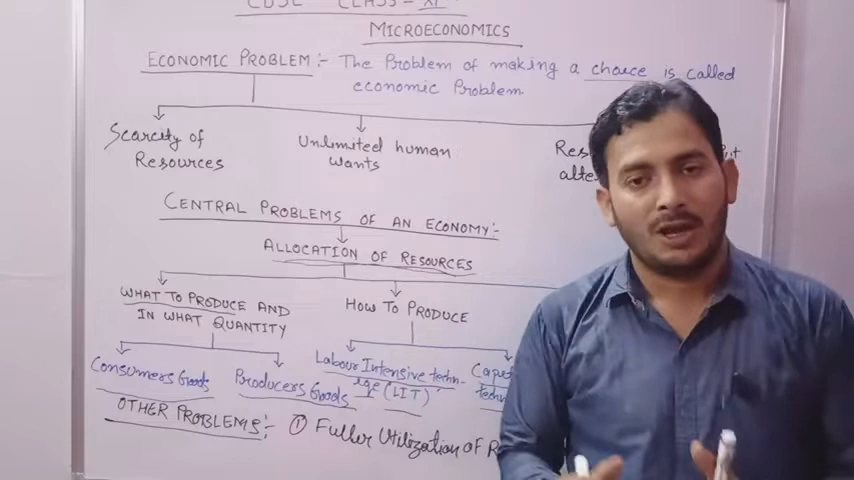 CLASS - XI
MICROECONOMICS
ECONOMIC PROBLEM :- The Problem of making a choice is called
economic Problem.
Scarcity of
Resources
Unlimited human
wants
CENTRAL PROBLEMS OF AN ECONOMY:-
ALLOCATION OF RESOURCES
WHAT TO PRODUCE AND
IN WHAT QUANTITY
HOW TO PRODUCE
Consumers Goods
Producers Goods
Labour Intensive techn-
ique (LIT)
OTHER PROBLEMS:- ① Fuller Utilization OF